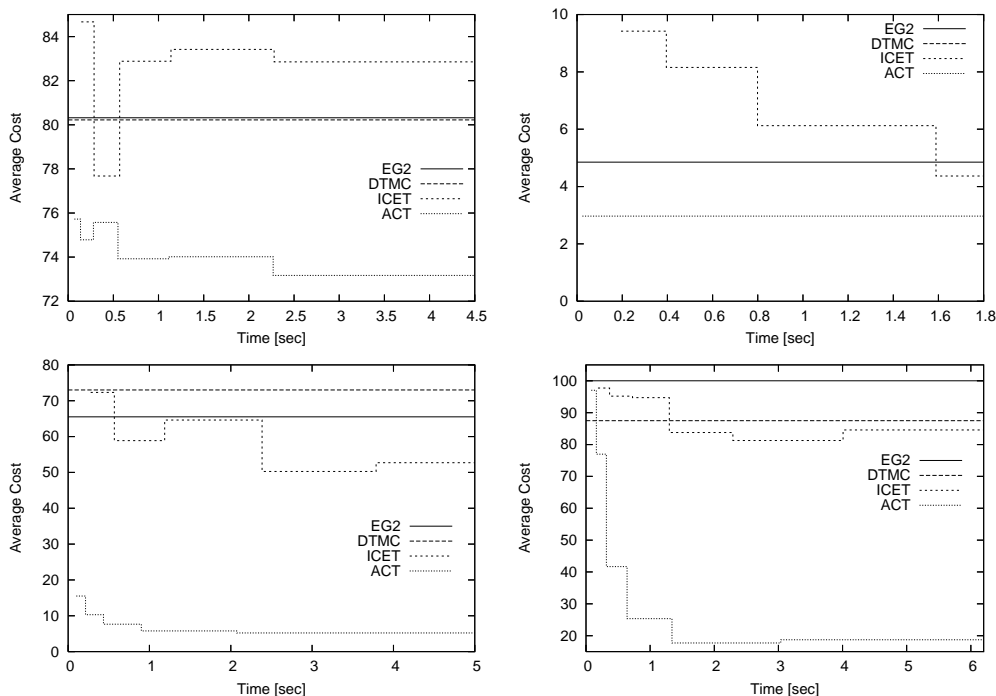 84
82
80
78
76
74
72
Average Cost
0 0.5 1 1.5 2 2.5 3 3.5 4 4.5
Time [sec]
EG2
DTMC
ICET
ACT
10
8
6
4
2
0
Average Cost
0 0.2 0.4 0.6 0.8 1 1.2 1.4 1.6 1.8
Time [sec]
EG2
DTMC
ICET
ACT
80
70
60
50
40
30
20
10
0
Average Cost
0 1 2 3 4 5
Time [sec]
EG2
DTMC
ICET
ACT
100
90
80
70
60
50
40
30
20
Average Cost
0 1 2 3 4 5 6
Time [sec]
EG2
DTMC
ICET
ACT